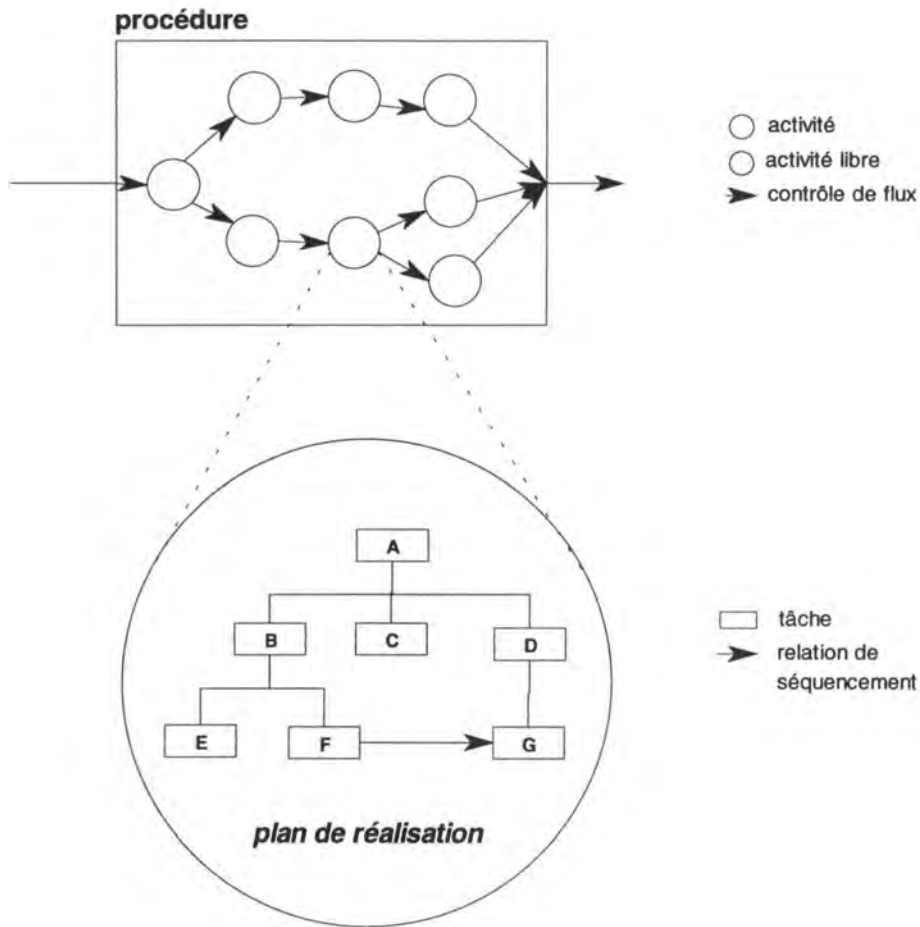 procédure
activité
activité libre
contrôle de flux
A
B
C
D
E
F
G
tâche
relation de
séquencement
plan de réalisation